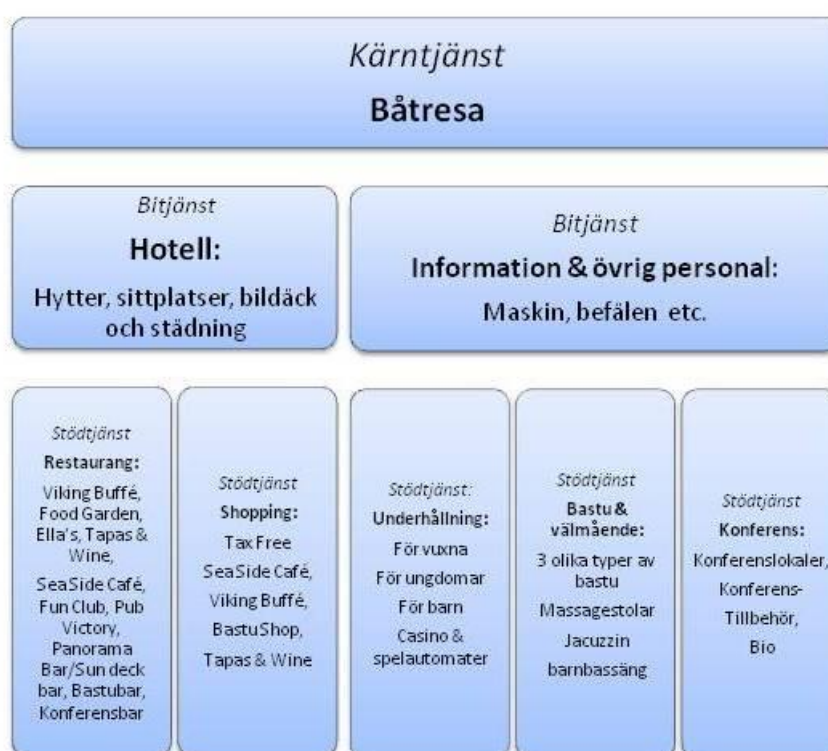 Kärntjänst
Båtresa
Bitjänst
Hotell:
Hytter, sittplatser, bildäck
och städning
Bitjänst
Information & övrig personal:
Maskin, befälen etc.
Stödtjänst
Restaurang:
Viking Buffé,
Food Garden,
Ella's, Tapas &
Wine,
SeaSide Café,
Fun Club, Pub
Victory,
Panorama
Bar/Sun deck
bar, Bastubar,
Konferensbar
Stödtjänst
Shopping:
Tax Free
SeaSide Café,
Viking Buffé,
Bastu Shop,
Tapas & Wine
Stödtjänst:
Underhållning:
För vuxna
För ungdomar
För barn
Casino &
spelautomater
Stödtjänst
Bastu &
välmående:
3 olika typer av
bastu
Massagestolar
Jacuzzin
barnbassäng
Stödtjänst
Konferens:
Konferenslokaler,
Konferens-
Tillbehör,
Bio